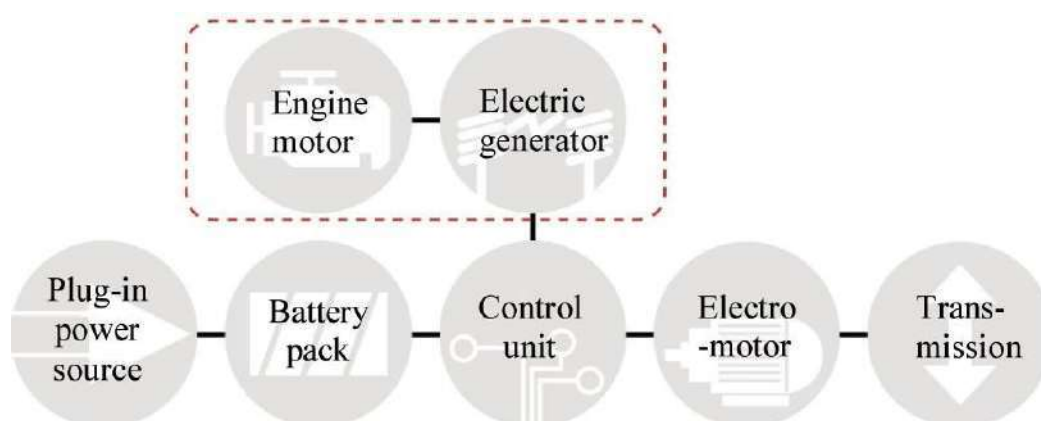 Engine
motor
Electric
generator
Plug-in
power
source
Battery
pack
Control
unit
Electro
-motor
Trans-
mission